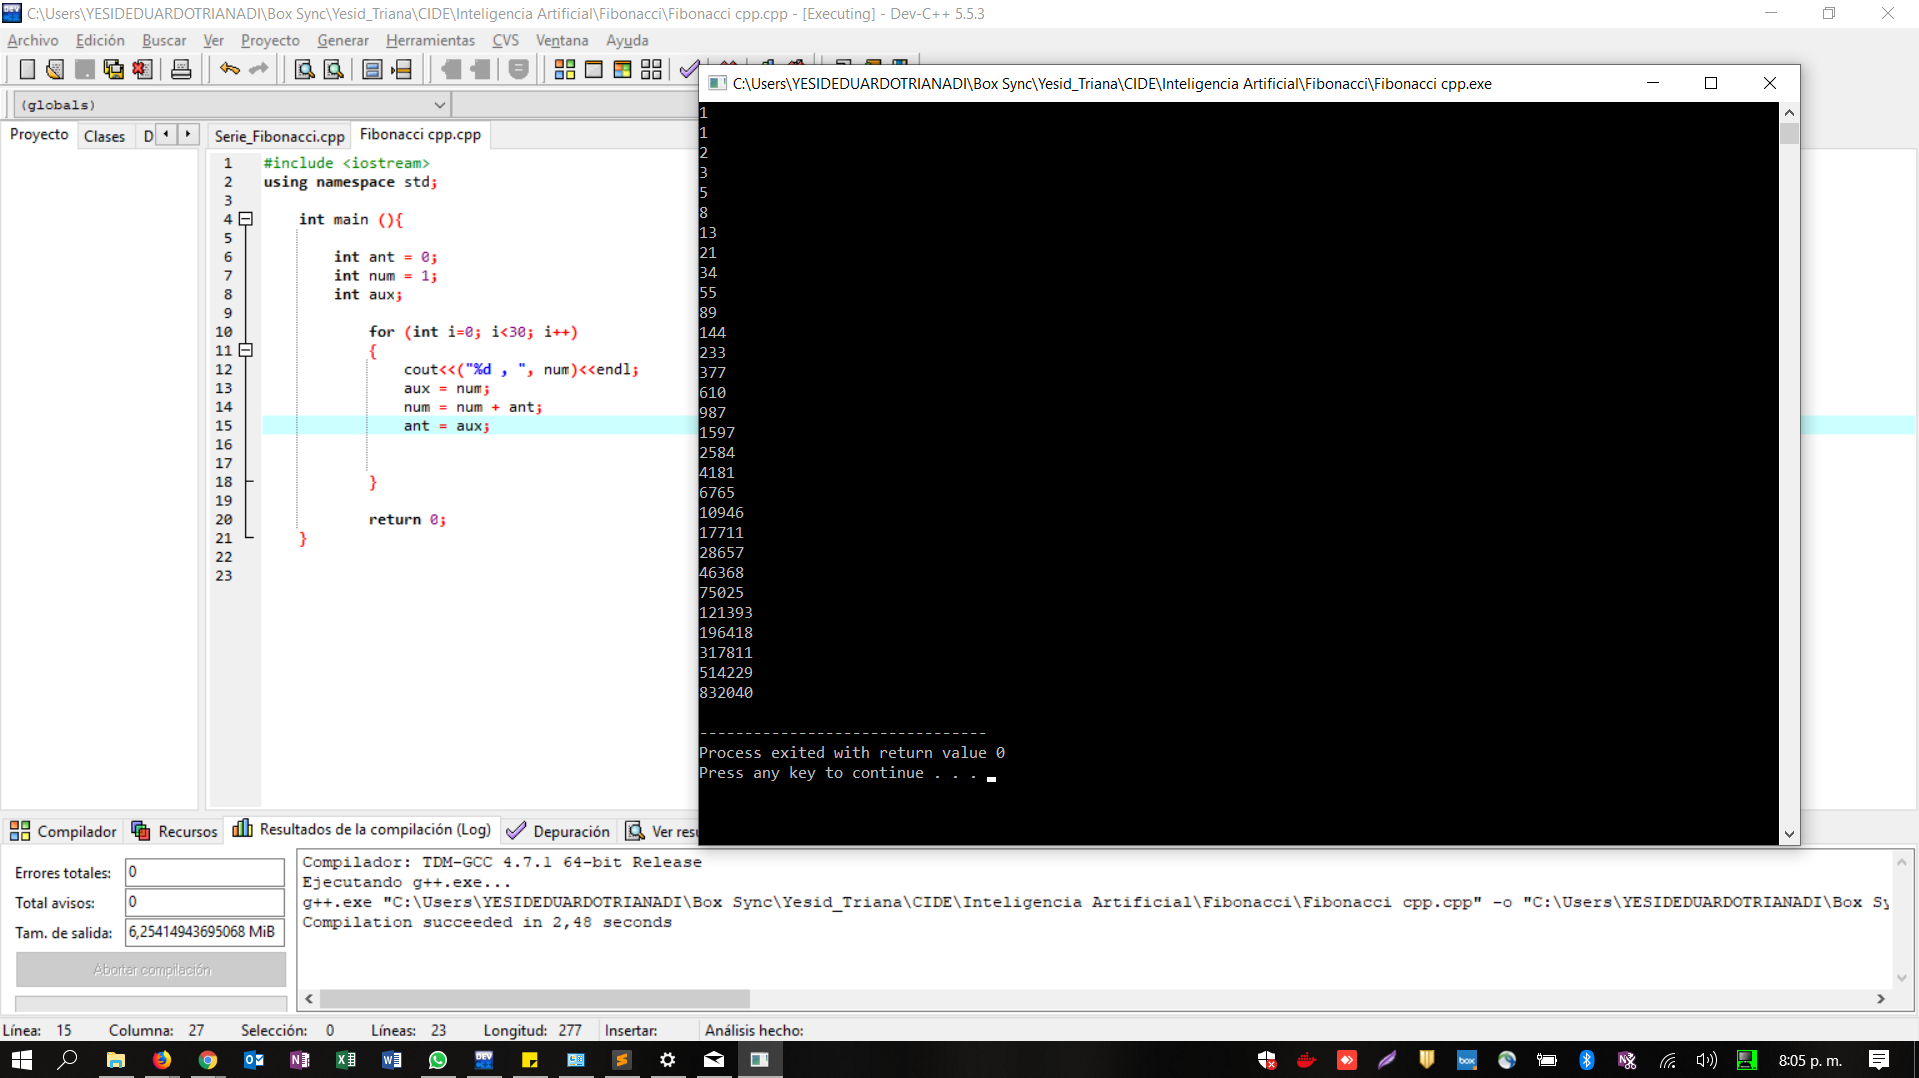 C:\Users\YESIDEDUARDOTRIANADI\Box Sync\Yesid_Triana\CIDE\Inteligencia Artificial\Fibonacci\Fibonacci cpp.cpp - [Executing] - Dev-C++ 5.5.3
Archivo Edición Buscar Ver Proyecto Generar Herramientas CVS Ventana Ayuda
(globals)
Proyecto Clases D
Serie_Fibonacci.cpp Fibonacci cpp.cpp
1 #include <iostream>
2 using namespace std;
3
4 int main (){
5
6 int ant = 0;
7 int num = 1;
8 int aux;
9
10 for (int i=0; i<30; i++)
11 {
12 cout<<("%d , ", num)<<endl;
13 aux = num;
14 num = num + ant;
15 ant = aux;
16
17
18 }
19
20 return 0;
21 }
22
23
C:\Users\YESIDEDUARDOTRIANADI\Box Sync\Yesid_Triana\CIDE\Inteligencia Artificial\Fibonacci\Fibonacci cpp.exe
1
1
2
3
5
8
13
21
34
55
89
144
233
377
610
987
1597
2584
4181
6765
10946
17711
28657
46368
75025
121393
196418
317811
514229
832040
--------------------------------
Process exited with return value 0
Press any key to continue . . .
Compilador Recursos Resultados de la compilación (Log) Depuración Ver resu
Errores totales: 0
Total avisos: 0
Tam. de salida: 6,25414943695068 MiB
Abortar compilación
Compilador: TDM-GCC 4.7.1 64-bit Release
Ejecutando g++.exe...
g++.exe "C:\Users\YESIDEDUARDOTRIANADI\Box Sync\Yesid_Triana\CIDE\Inteligencia Artificial\Fibonacci\Fibonacci cpp.cpp" -o "C:\Users\YESIDEDUARDOTRIANADI\Box Sy
Compilation succeeded in 2,48 seconds
Línea: 15 Columna: 27 Selección: 0 Líneas: 23 Longitud: 277 Insertar: Análisis hecho:
8:05 p. m.